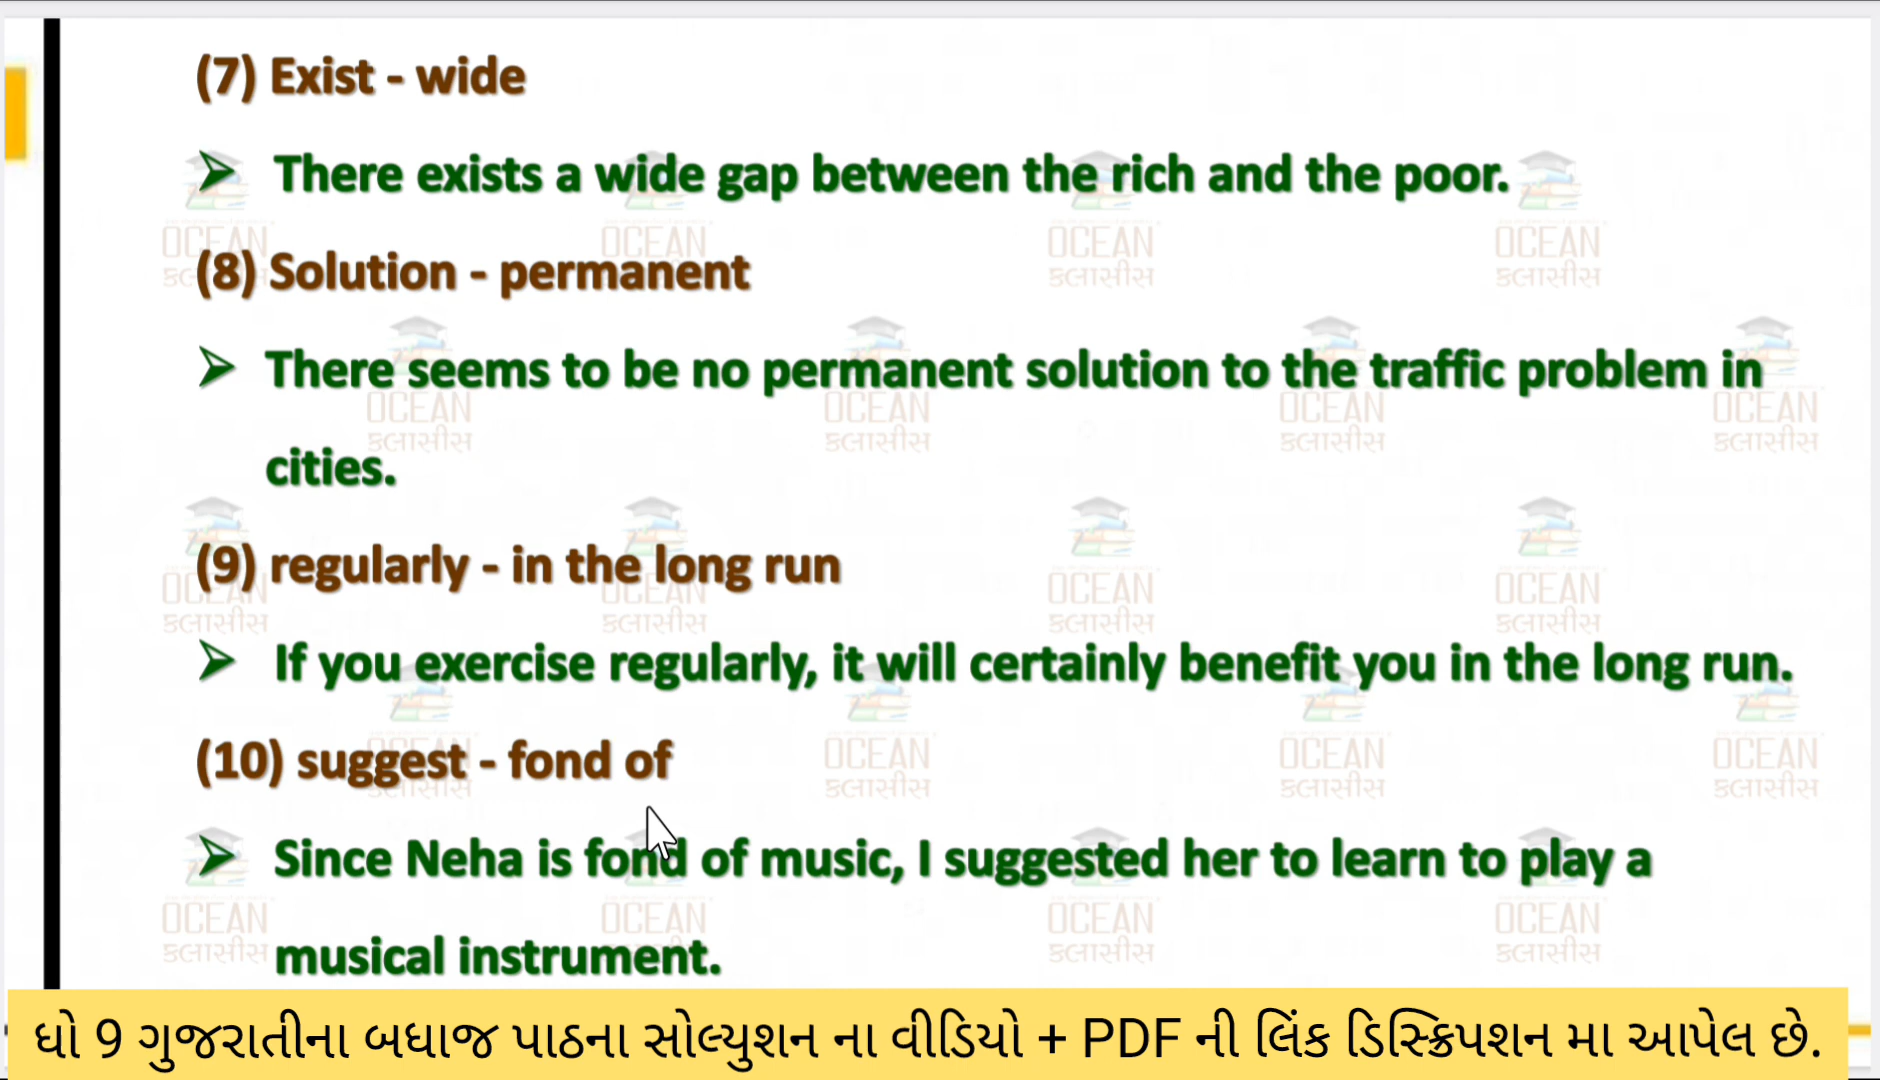 (7) Exist - wide
➢ There exists a wide gap between the rich and the poor.
(8) Solution - permanent
➢ There seems to be no permanent solution to the traffic problem in
cities.
(9) regularly - in the long run
➢ If you exercise regularly, it will certainly benefit you in the long run.
(10) suggest - fond of
➢ Since Neha is fond of music, I suggested her to learn to play a
musical instrument.
ધો 9 ગુજરાતીના બધાજ પાઠના સોલ્યુશન ના વીડિયો + PDF ની લિંક ડિસ્ક્રિપશન મા આપેલ છે.
OCEAN
ક્લાસીસ